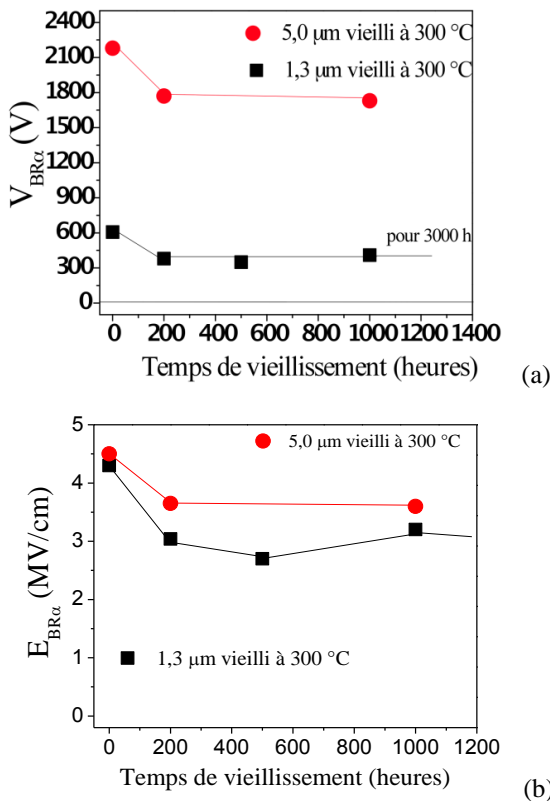 2400
2100
1800
1500
1200
900
600
300
0
V_BRα (V)
5,0 µm vieilli à 300 °C
1,3 µm vieilli à 300 °C
pour 3000 h
0 200 400 600 800 1000 1200 1400
Temps de vieillissement (heures)
(a)
5
4
3
2
1
0
E_BRα (MV/cm)
5,0 µm vieilli à 300 °C
1,3 µm vieilli à 300 °C
0 200 400 600 800 1000 1200
Temps de vieillissement (heures)
(b)